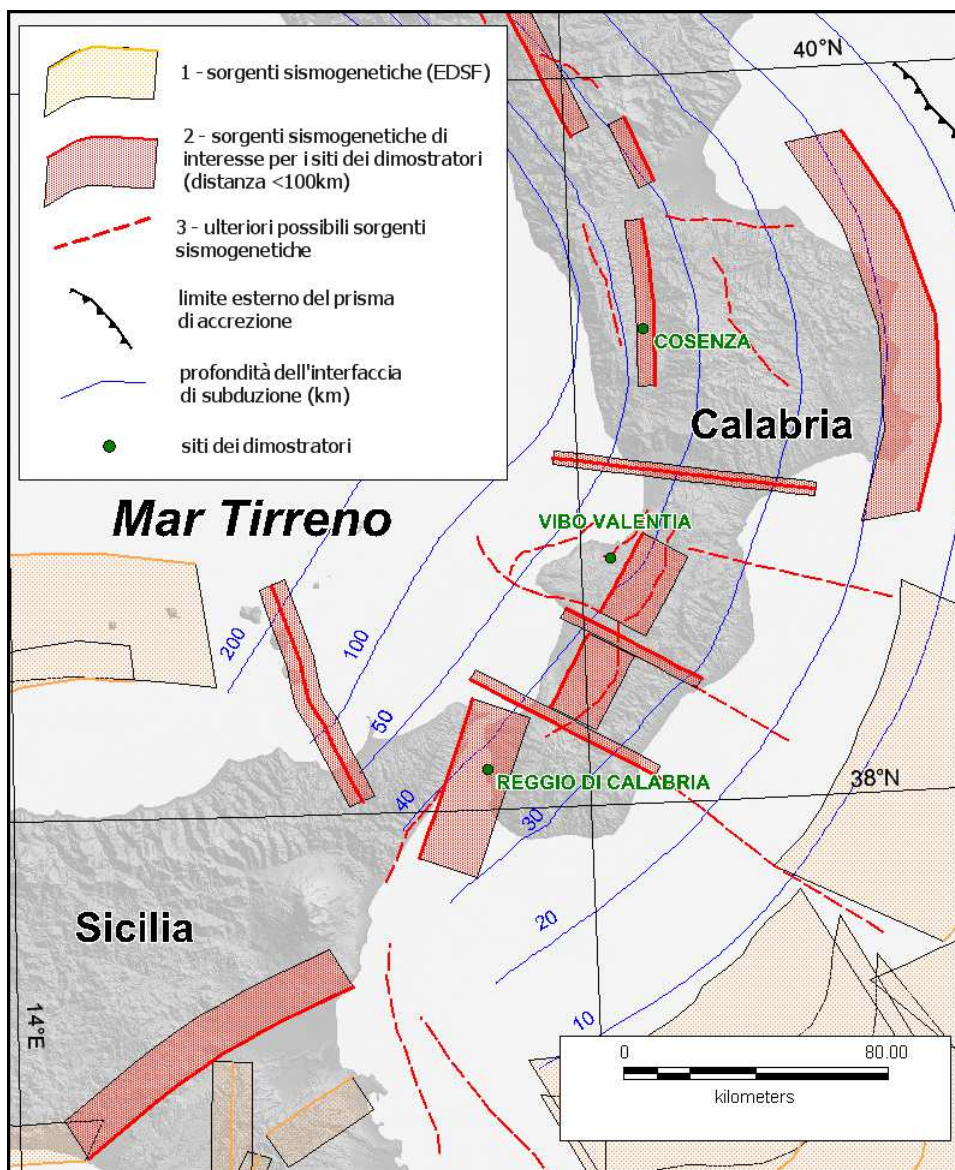 1 - sorgenti sismogenetiche (EDSF)
2 - sorgenti sismogenetiche di
interesse per i siti dei dimostratori
(distanza <100km)
3 - ulteriori possibili sorgenti
sismogenetiche
limite esterno del prisma
di accrezione
profondità dell'interfaccia
di subduzione (km)
siti dei dimostratori
40°N
COSENZA
Calabria
Mar Tirreno
VIBO VALENTIA
200
100
50
40
30
20
10
REGGIO DI CALABRIA
38°N
Sicilia
14°E
0 80.00
kilometers